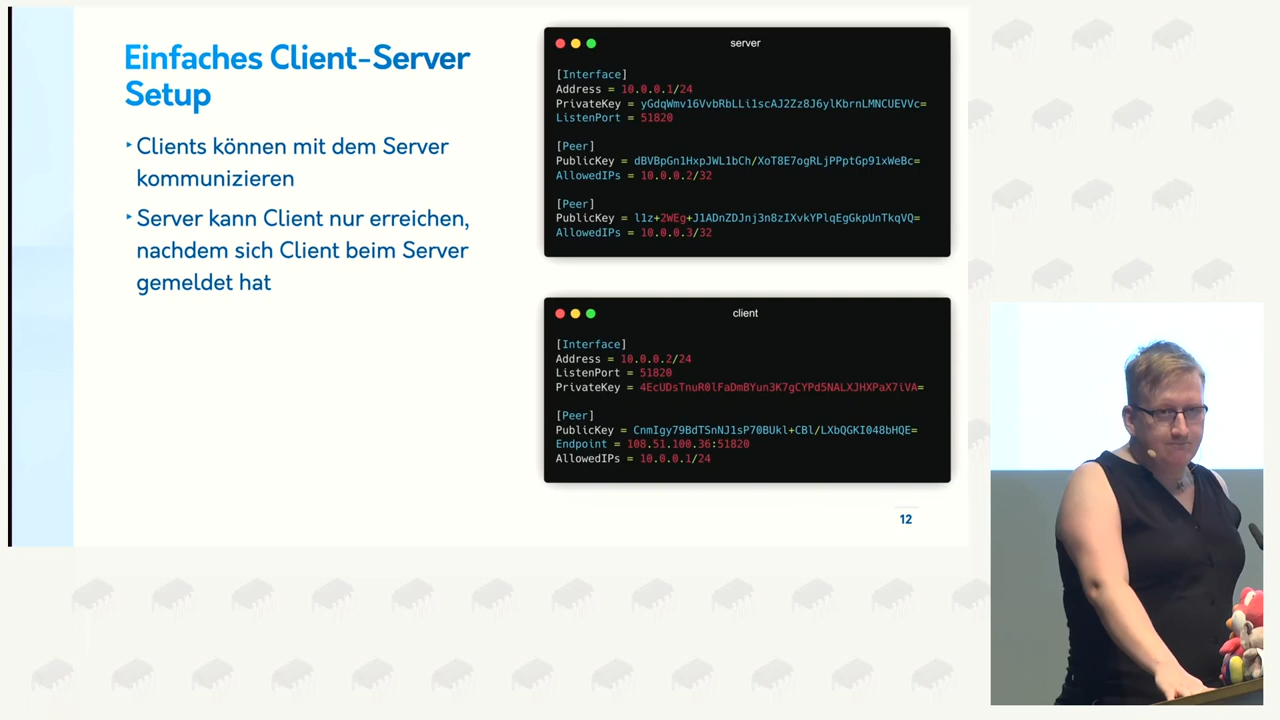 Einfaches Client-Server
Setup
Clients können mit dem Server
kommunizieren
Server kann Client nur erreichen,
nachdem sich Client beim Server
gemeldet hat
server
[Interface]
Address = 10.0.0.1/24
PrivateKey = yGdqWmv16VvbRbLLi1scAJ2Zz8J6ylKbrnLMNCUEVVc=
ListenPort = 51820
[Peer]
PublicKey = dBVBpGn1HxpJWL1bCh/XoT8E7ogRLjPPptGp91xWeBc=
AllowedIPs = 10.0.0.2/32
[Peer]
PublicKey = l1z+2WEg+J1ADnZDJnj3n8zIXvkYPlqEgGkpUnTkqVQ=
AllowedIPs = 10.0.0.3/32
client
[Interface]
Address = 10.0.0.2/24
ListenPort = 51820
PrivateKey = 4EcUDsTnuR0lFaDmBYun3K7gCYPd5NALXJHXPaX7iVA=
[Peer]
PublicKey = CnmIgy79BdTSnNJ1sP70BUkl+CBl/LXbQGKI048bHQE=
Endpoint = 108.51.100.36:51820
AllowedIPs = 10.0.0.1/24
12